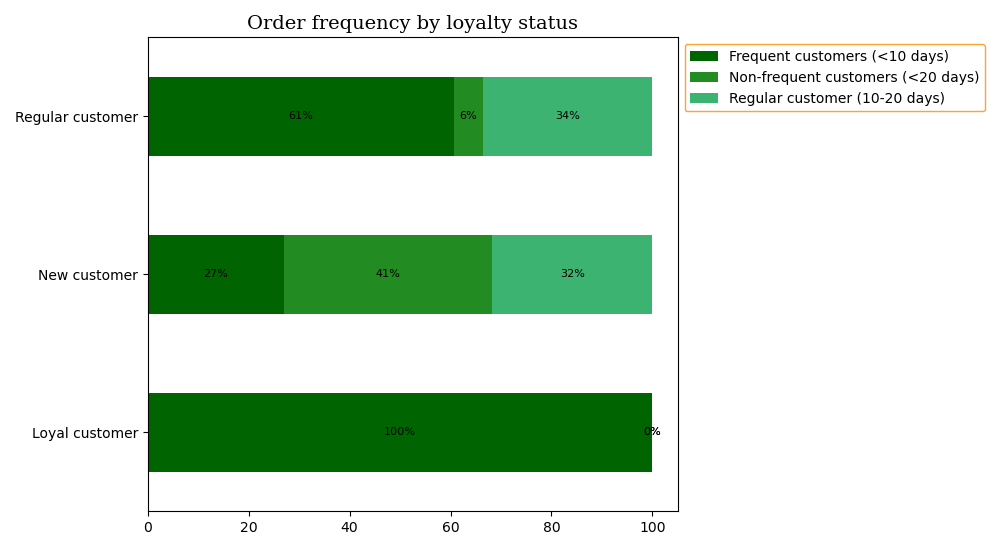 Order frequency by loyalty status
Frequent customers (<10 days)
Non-frequent customers (<20 days)
Regular customer (10-20 days)
Regular customer
61%
6%
34%
New customer
27%
41%
32%
Loyal customer
100%
0%
0%
0
20
40
60
80
100